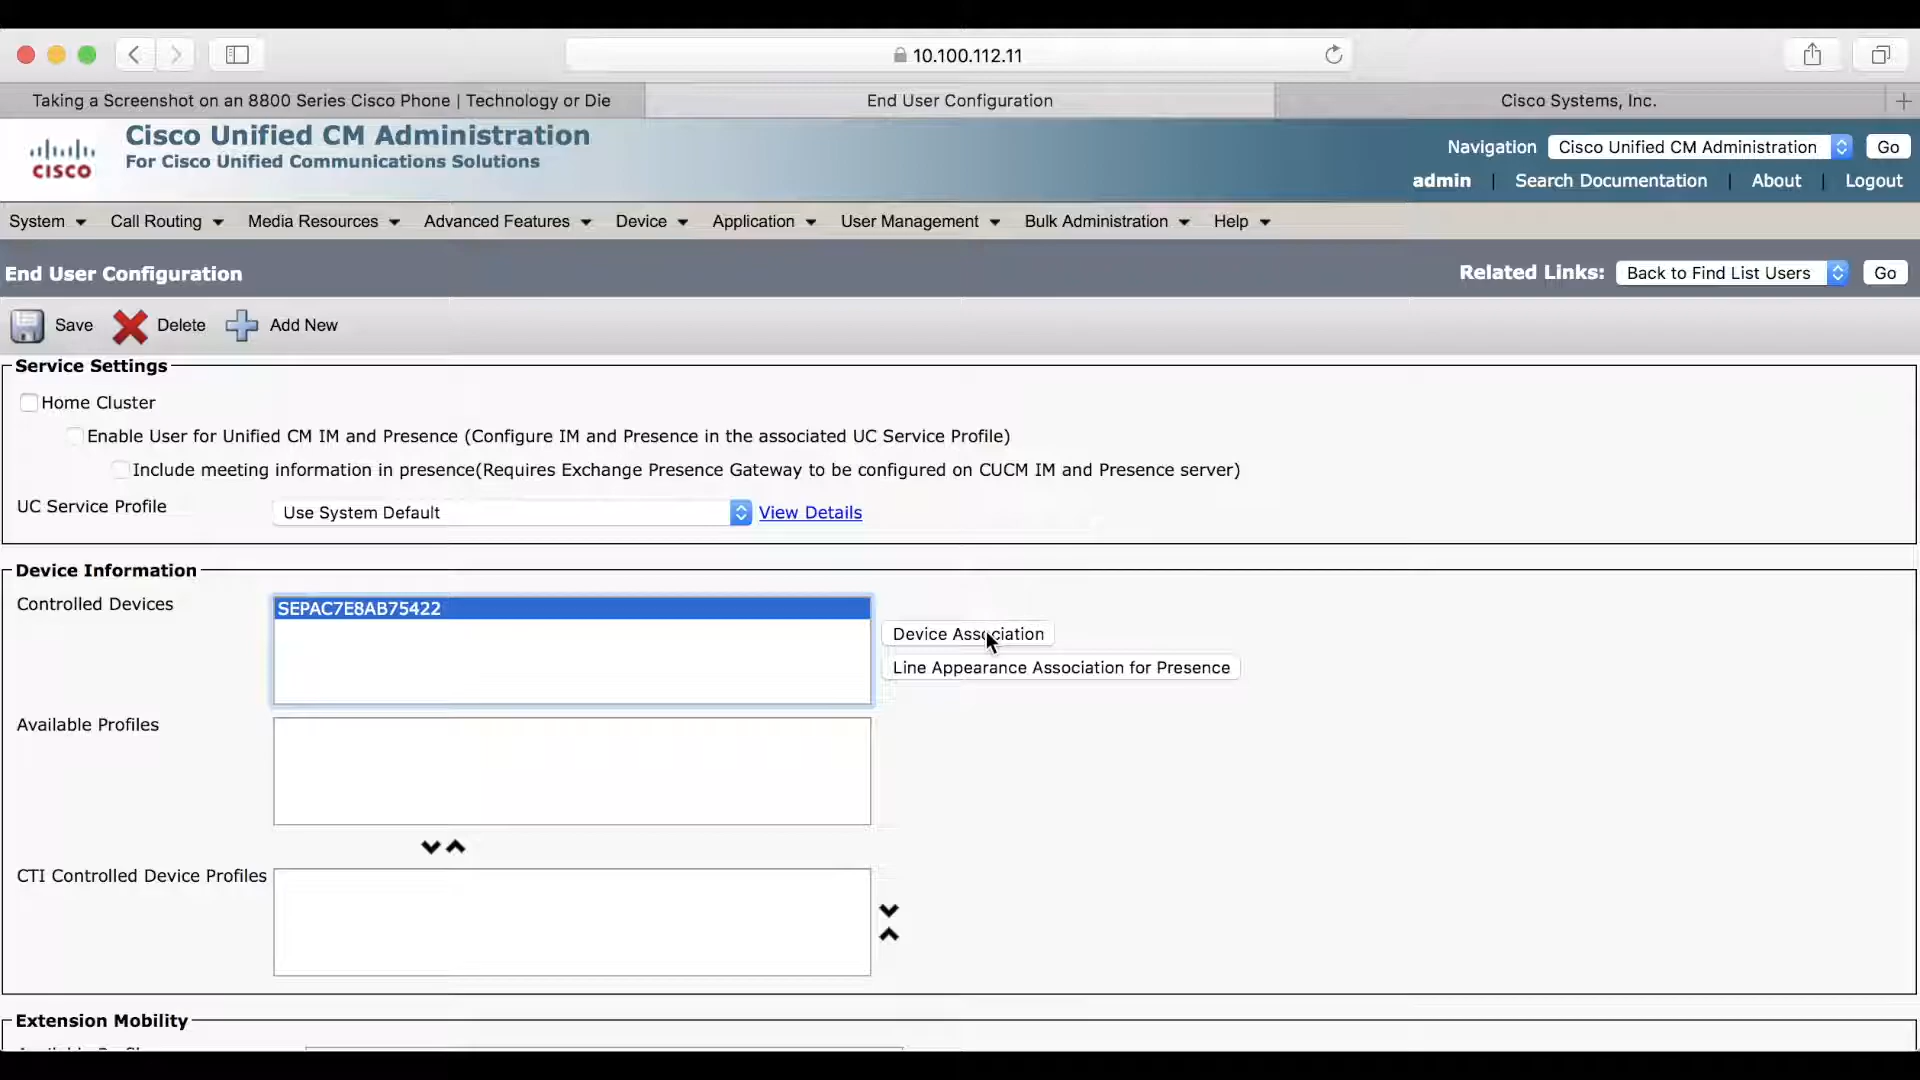 10.100.112.11
Taking a Screenshot on an 8800 Series Cisco Phone | Technology or Die
End User Configuration
Cisco Systems, Inc.
CISCO
Cisco Unified CM Administration
For Cisco Unified Communications Solutions
Navigation Cisco Unified CM Administration Go
admin | Search Documentation | About | Logout
System Call Routing Media Resources Advanced Features Device Application User Management Bulk Administration Help
End User Configuration
Related Links: Back to Find List Users Go
Save Delete Add New
Service Settings
Home Cluster
Enable User for Unified CM IM and Presence (Configure IM and Presence in the associated UC Service Profile)
Include meeting information in presence(Requires Exchange Presence Gateway to be configured on CUCM IM and Presence server)
UC Service Profile Use System Default View Details
Device Information
Controlled Devices SEPAC7E8AB75422
Device Association
Line Appearance Association for Presence
Available Profiles
CTI Controlled Device Profiles
Extension Mobility